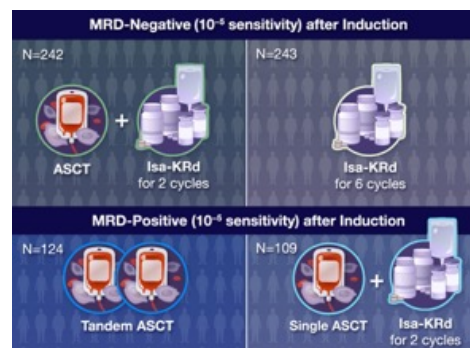 MRD-Negative (10⁻⁵ sensitivity) after Induction
N=242
N=243
ASCT
+
Isa-KRd
for 2 cycles
Isa-KRd
for 6 cycles
MRD-Positive (10⁻⁵ sensitivity) after Induction
N=124
N=109
Tandem ASCT
Single ASCT
+
Isa-KRd
for 2 cycles